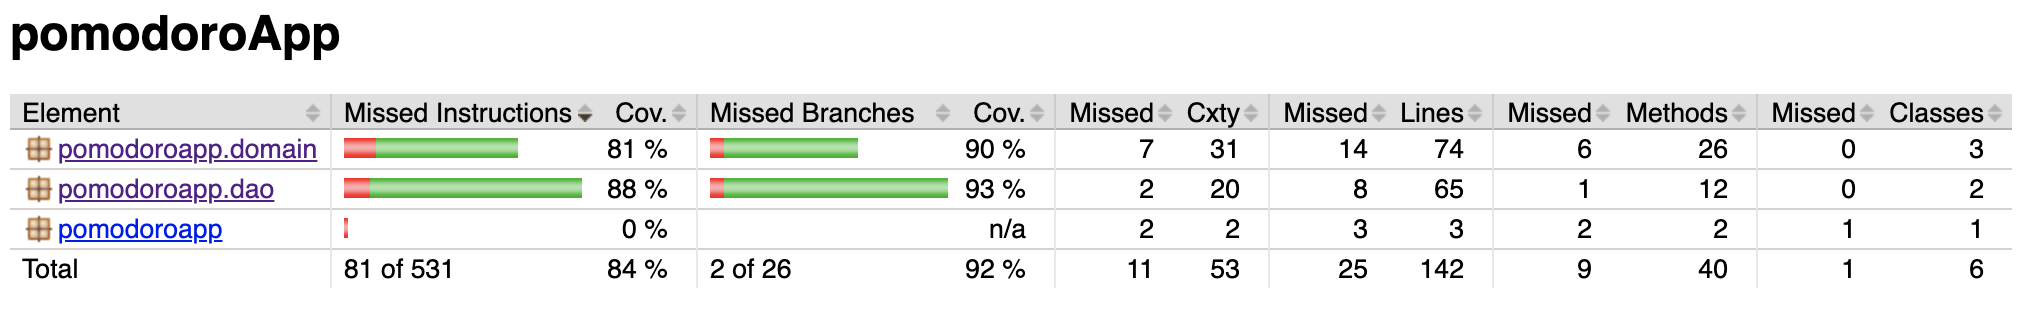 pomodoroApp
Element Missed Instructions Cov. Missed Branches Cov. Missed Cxty Missed Lines Missed Methods Missed Classes
pomodoroapp.domain 81 % 90 % 7 31 14 74 6 26 0 3
pomodoroapp.dao 88 % 93 % 2 20 8 65 1 12 0 2
pomodoroapp 0 % n/a 2 2 3 3 2 2 1 1
Total 81 of 531 84 % 2 of 26 92 % 11 53 25 142 9 40 1 6